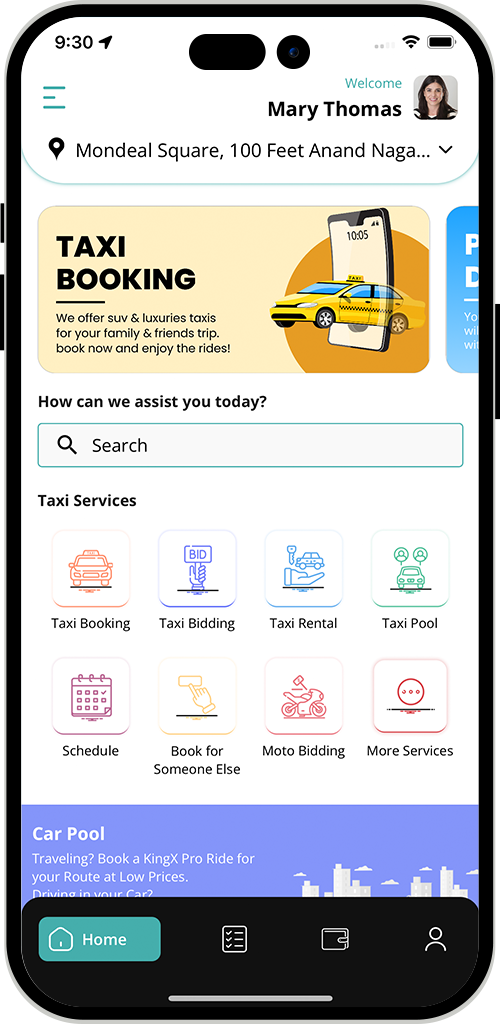 9:30
Welcome
Mary Thomas
Mondeal Square, 100 Feet Anand Naga...
TAXI
BOOKING
We offer suv & luxuries taxis
for your family & friends trip.
book now and enjoy the rides!
10:05
TAXI
P
D
Yo
wil
wit
How can we assist you today?
Search
Taxi Services
BID
Taxi Booking
Taxi Bidding
Taxi Rental
Taxi Pool
Schedule
Book for
Someone Else
Moto Bidding
More Services
Car Pool
Traveling? Book a KingX Pro Ride for
your Route at Low Prices.
Driving in your Car?
Home